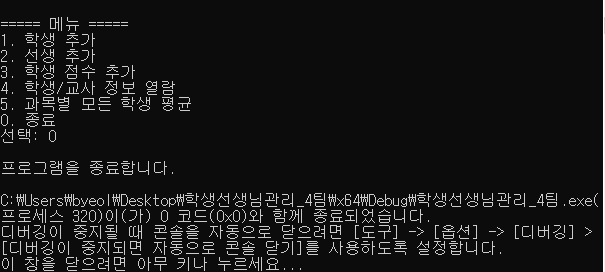 ===== 메뉴 =====
1. 학생 추가
2. 선생 추가
3. 학생 점수 추가
4. 학생/교사 정보 열람
5. 과목별 모든 학생 평균
0. 종료
선택: 0
프로그램을 종료합니다.
C:₩Users₩byeol₩Desktop₩학생선생님관리_4팀₩x64₩Debug₩학생선생님관리_4팀.exe(
프로세스 320)이(가) 0 코드(0x0)와 함께 종료되었습니다.
디버깅이 중지될 때 콘솔을 자동으로 닫으려면 [도구] -> [옵션] -> [디버깅] >
[디버깅이 중지되면 자동으로 콘솔 닫기]를 사용하도록 설정합니다.
이 창을 닫으려면 아무 키나 누르세요...